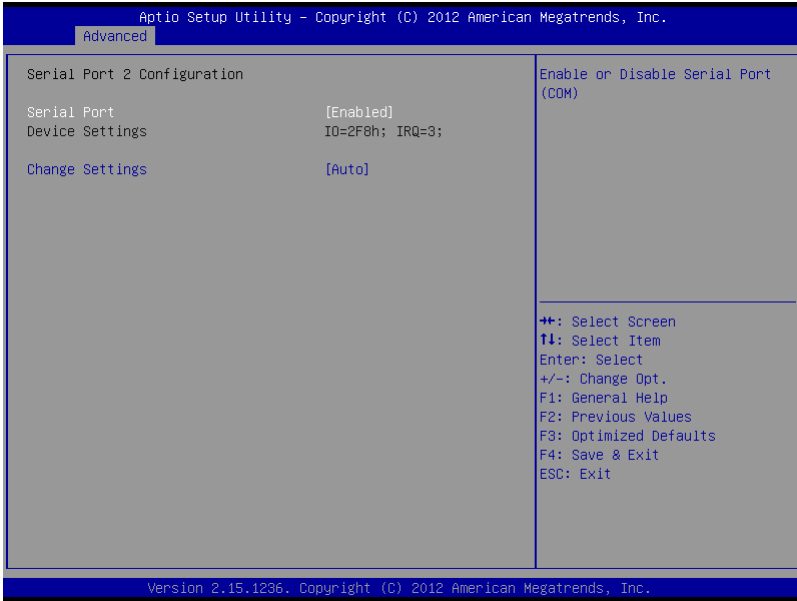 Aptio Setup Utility – Copyright (C) 2012 American Megatrends, Inc.
Advanced
Serial Port 2 Configuration
Serial Port [Enabled]
Device Settings IO=2F8h; IRQ=3;
Change Settings [Auto]
Enable or Disable Serial Port
(COM)
→←: Select Screen
↑↓: Select Item
Enter: Select
+/-: Change Opt.
F1: General Help
F2: Previous Values
F3: Optimized Defaults
F4: Save & Exit
ESC: Exit
Version 2.15.1236. Copyright (C) 2012 American Megatrends, Inc.